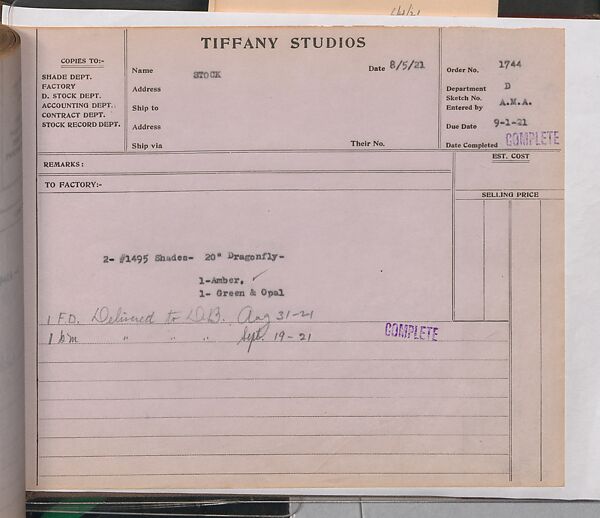 TIFFANY STUDIOS
COPIES TO:-
SHADE DEPT.
FACTORY
D. STOCK DEPT.
ACCOUNTING DEPT.
CONTRACT DEPT.
STOCK RECORD DEPT.
Name STOCK Date 8/5/21
Address
Ship to
Address
Ship via Their No.
Order No. 1744
Department D
Sketch No.
Entered by A.M.A.
Due Date 9-1-21
Date Completed COMPLETE
REMARKS:
EST. COST
TO FACTORY:-
SELLING PRICE
2- #1495 Shades- 20" Dragonfly-
1-Amber. ✓
1- Green & Opal
1 F.D. Delivered to D.B. Aug 31-21
1 " " " Sept. 19-21 COMPLETE